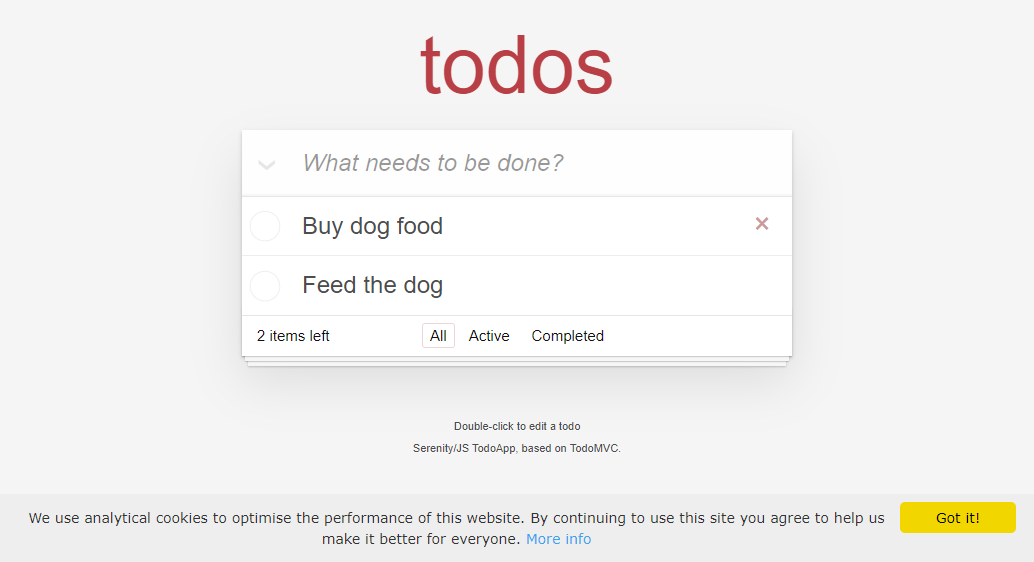 todos
What needs to be done?
Buy dog food
Feed the dog
2 items left All Active Completed
Double-click to edit a todo
Serenity/JS TodoApp, based on TodoMVC.
We use analytical cookies to optimise the performance of this website. By continuing to use this site you agree to help us
make it better for everyone. More info
Got it!